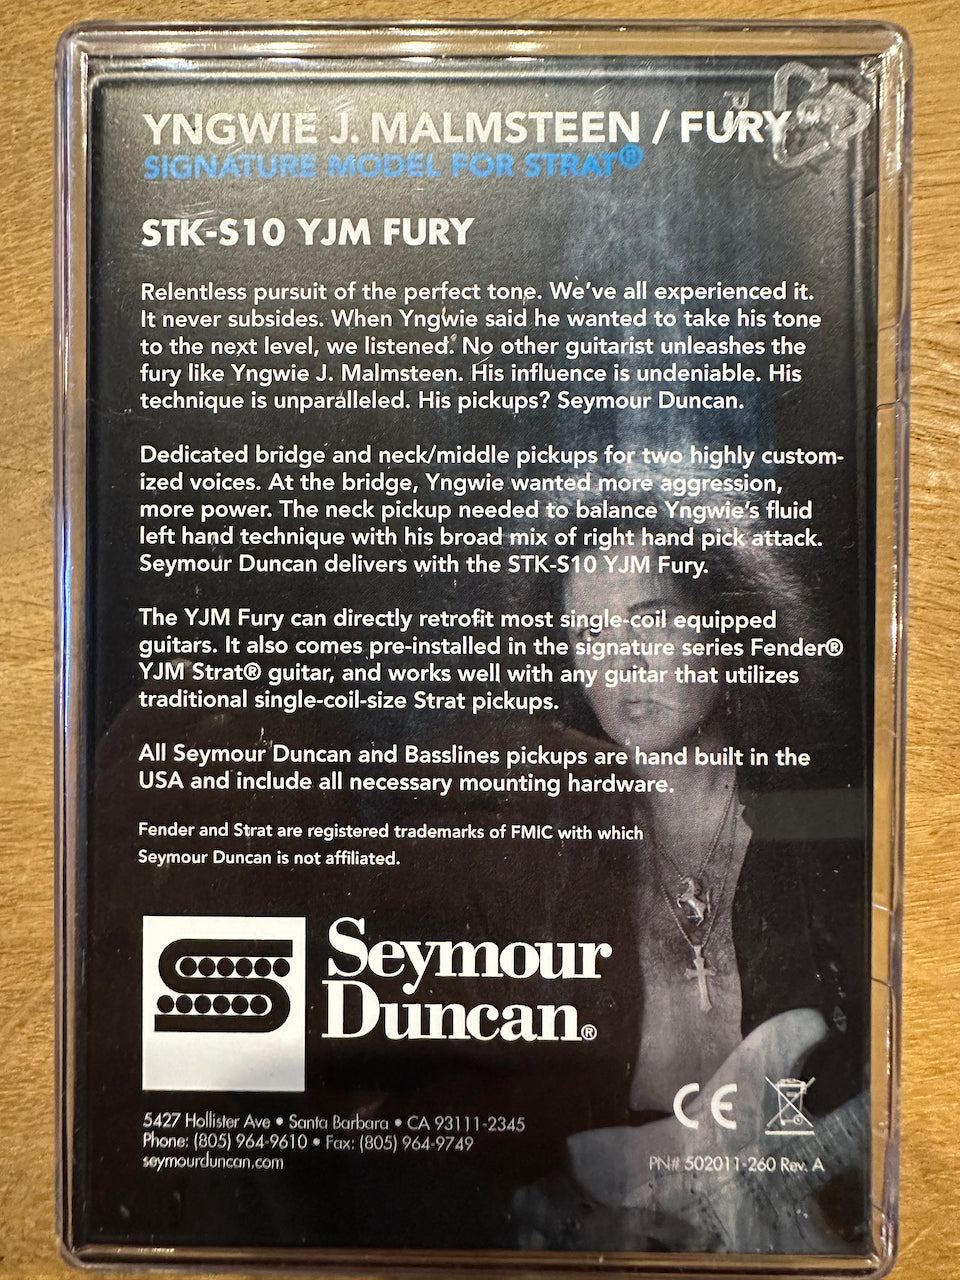 YNGWIE J. MALMSTEEN / FURY™
SIGNATURE MODEL FOR STRAT®
STK-S10 YJM FURY
Relentless pursuit of the perfect tone. We've all experienced it.
It never subsides. When Yngwie said he wanted to take his tone
to the next level, we listened. No other guitarist unleashes the
fury like Yngwie J. Malmsteen. His influence is undeniable. His
technique is unparalleled. His pickups? Seymour Duncan.
Dedicated bridge and neck/middle pickups for two highly custom-
ized voices. At the bridge, Yngwie wanted more aggression,
more power. The neck pickup needed to balance Yngwie's fluid
left hand technique with his broad mix of right hand pick attack.
Seymour Duncan delivers with the STK-S10 YJM Fury.
The YJM Fury can directly retrofit most single-coil equipped
guitars. It also comes pre-installed in the signature series Fender®
YJM Strat® guitar, and works well with any guitar that utilizes
traditional single-coil-size Strat pickups.
All Seymour Duncan and Basslines pickups are hand built in the
USA and include all necessary mounting hardware.
Fender and Strat are registered trademarks of FMIC with which
Seymour Duncan is not affiliated.
Seymour
Duncan®
5427 Hollister Ave • Santa Barbara • CA 93111-2345
Phone: (805) 964-9610 • Fax: (805) 964-9749
seymourduncan.com
CE
PN# 502011-260 Rev. A